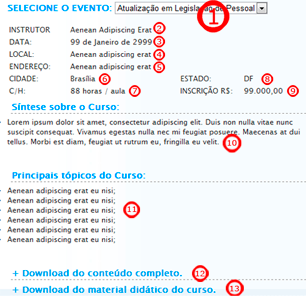 SELECIONE O EVENTO: Atualização em Legislação de Pessoal 1
INSTRUTOR Aenean Adipiscing Erat 2
DATA: 99 de Janeiro de 2999 3
LOCAL: Aenean adipiscing erat 4
ENDEREÇO: Aenean adipiscing erat 5
CIDADE: Brasília 6 ESTADO: DF 8
C/H: 88 horas / aula 7 INSCRIÇÃO R$: 99.000,00 9
Síntese sobre o Curso:
Lorem ipsum dolor sit amet, consectetur adipiscing elit. Duis non nulla vitae nunc
suscipit consequat. Vivamus egestas nulla nec mi feugiat posuere. Maecenas at dui
tellus. Morbi est diam, feugiat ut rutrum eu, fringilla eu velit. 10
Principais tópicos do Curso:
Aenean adipiscing erat eu nisi;
Aenean adipiscing erat eu nisi;
Aenean adipiscing erat eu nisi; 11
Aenean adipiscing erat eu nisi;
Aenean adipiscing erat eu nisi;
Aenean adipiscing erat eu nisi;
+ Download do conteúdo completo. 12
+ Download do material didático do curso. 13